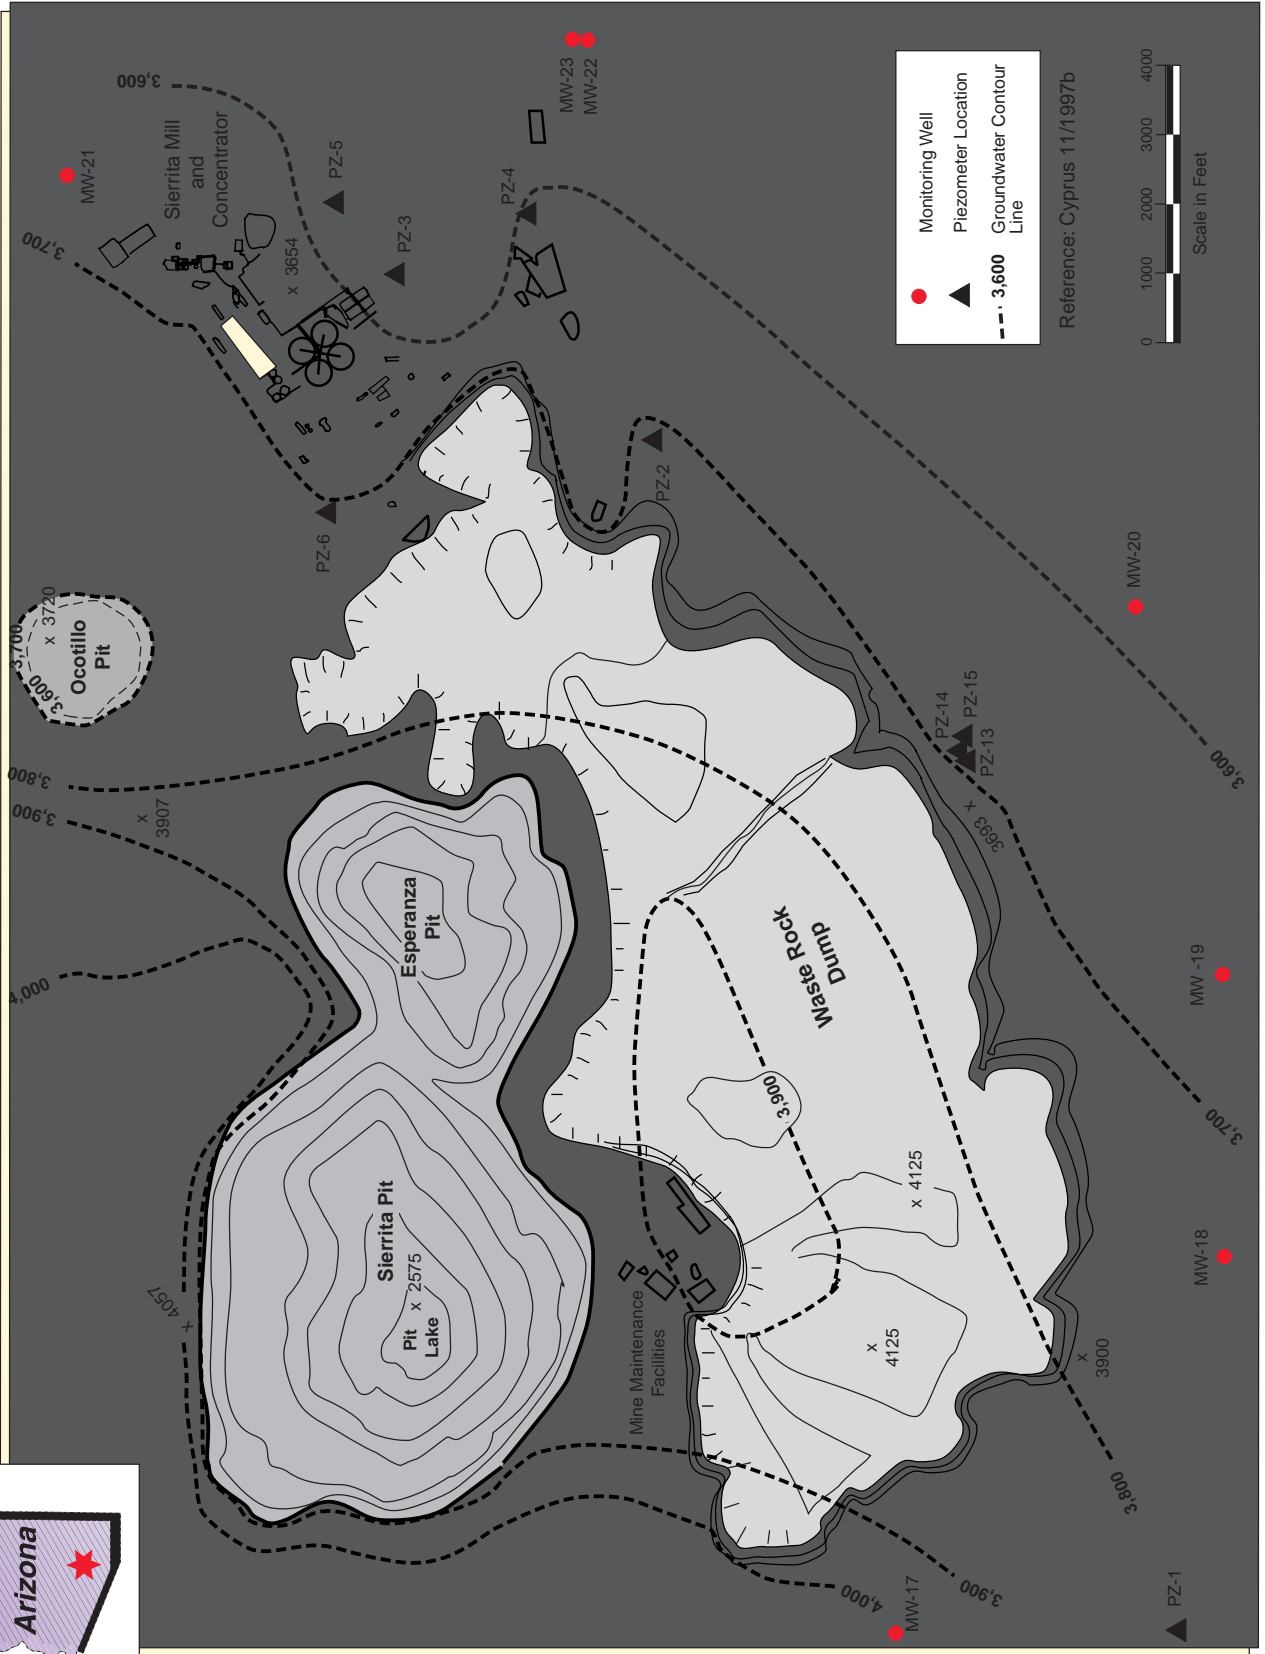 Arizona
MW-21
3,600
Sierrita Mill
and
Concentrator
MW-23
MW-22
3,700
x 3654
PZ-5
PZ-3
PZ-4
PZ-6
PZ-2
Monitoring Well
Piezometer Location
3,600
Groundwater Contour
Line
Reference: Cyprus 11/1997b
0
1000
2000
3000
4000
Scale in Feet
3,700
x 3720
3,600
Ocotillo
Pit
3,800
3,900
x
3907
4,000
Esperanza
Pit
Sierrita Pit
x 2575
Pit
Lake
4057
x
MW-20
PZ-14
PZ-15
PZ-13
3693 x
3,600
Waste Rock
Dump
3,900
MW -19
3,700
x 4125
MW-18
Mine Maintenance
Facilities
x
4125
x
3900
3,800
3,900
4,000
MW-17
PZ-1